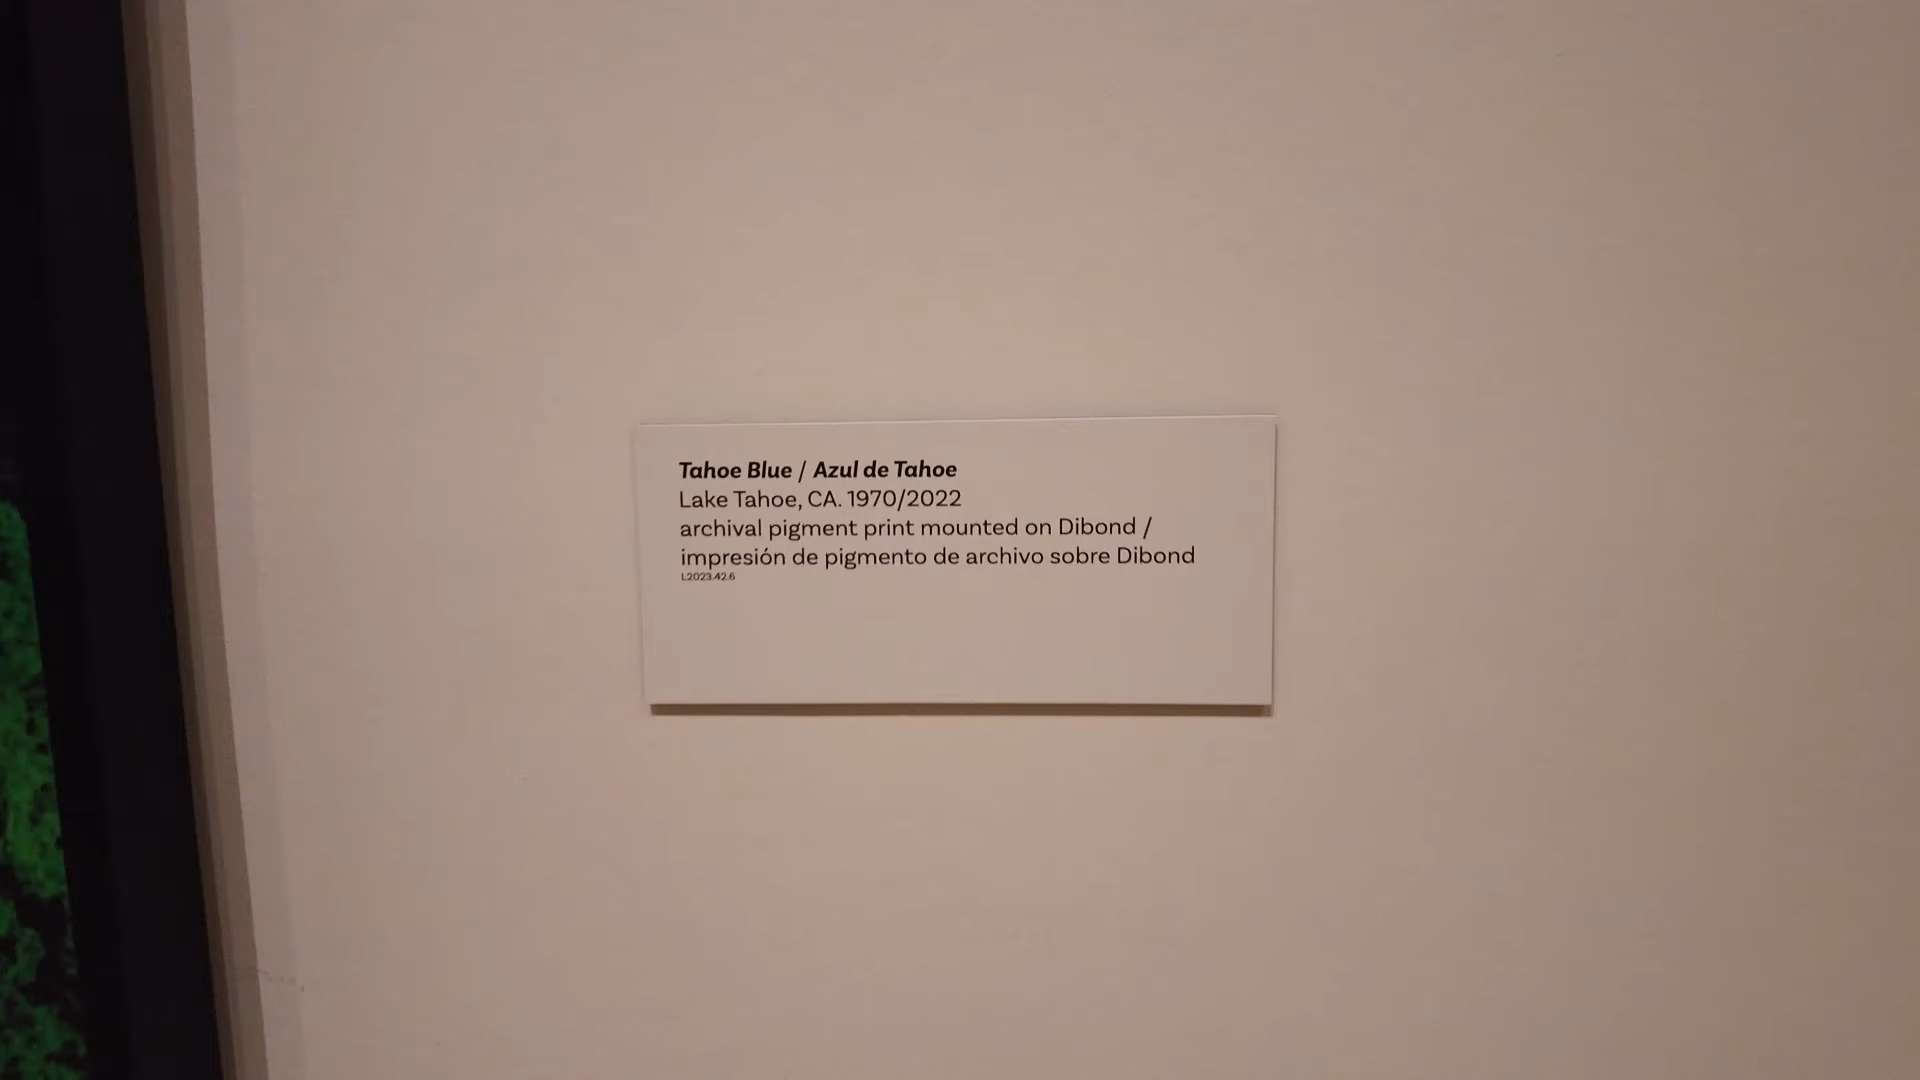 Tahoe Blue / Azul de Tahoe
Lake Tahoe, CA. 1970/2022
archival pigment print mounted on Dibond /
impresión de pigmento de archivo sobre Dibond
L2023.42.6